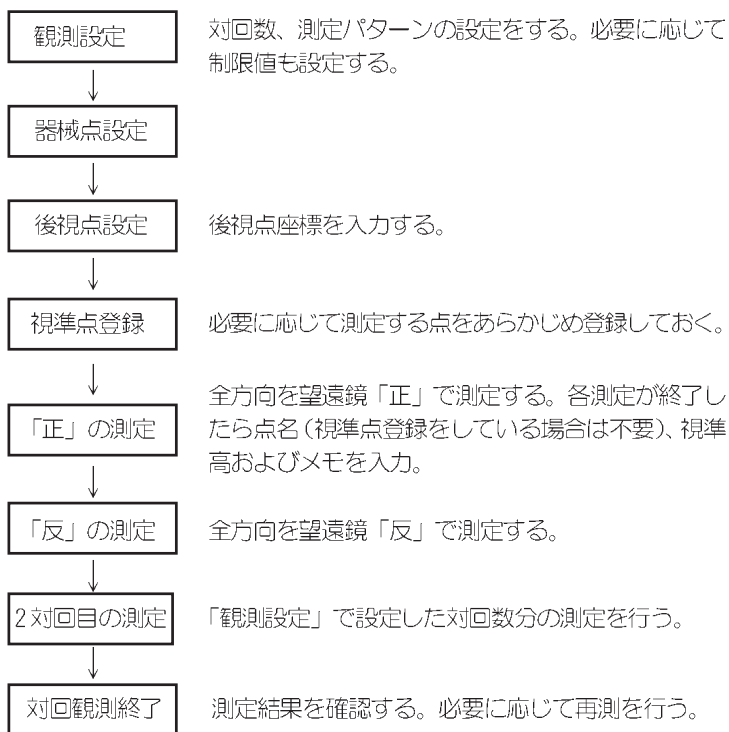 観測設定
対回数、測定パターンの設定をする。必要に応じて
制限値も設定する。
器械点設定
後視点設定
後視点座標を入力する。
視準点登録
必要に応じて測定する点をあらかじめ登録しておく。
「正」の測定
全方向を望遠鏡「正」で測定する。各測定が終了し
たら点名(視準点登録をしている場合は不要)、視準
高およびメモを入力。
「反」の測定
全方向を望遠鏡「反」で測定する。
2対回目の測定
「観測設定」で設定した対回数分の測定を行う。
対回観測終了
測定結果を確認する。必要に応じて再測を行う。